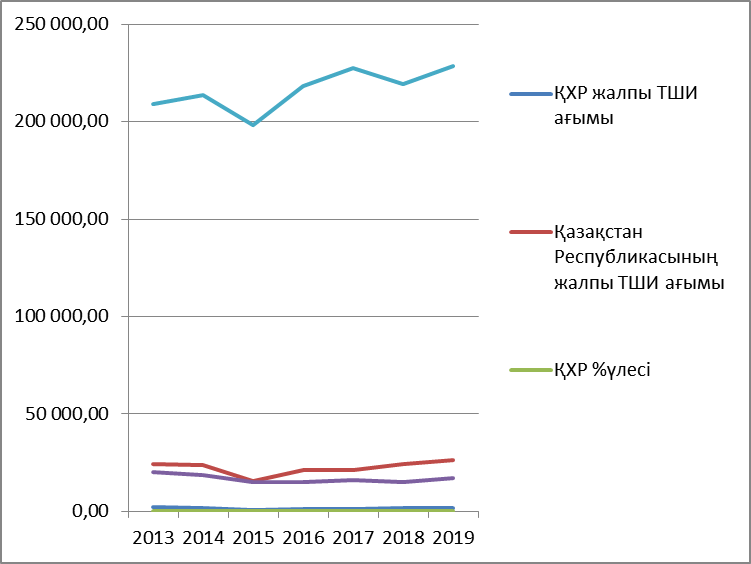 250 000,00
200 000,00
150 000,00
100 000,00
50 000,00
0,00
2013 2014 2015 2016 2017 2018 2019
ҚХР жалпы ТШИ
ағымы
Қазақстан
Республикасының
жалпы ТШИ ағымы
ҚХР %үлесі